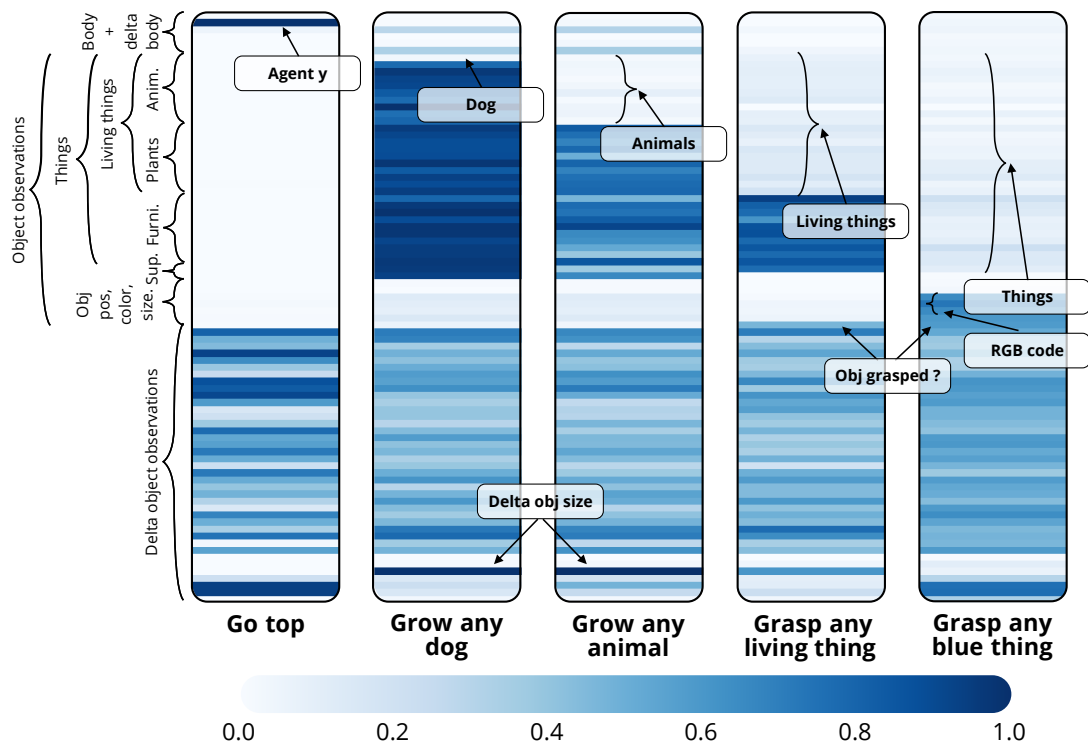 Body
+
delta
body
Object observations
Things
Living things
Anim.
Plants
Furni.
Sup.
Obj
pos,
color,
size.
Delta object observations
Agent y
Dog
Animals
Living things
Things
RGB code
Obj grasped ?
Delta obj size
Go top
Grow any
dog
Grow any
animal
Grasp any
living thing
Grasp any
blue thing
0.0
0.2
0.4
0.6
0.8
1.0